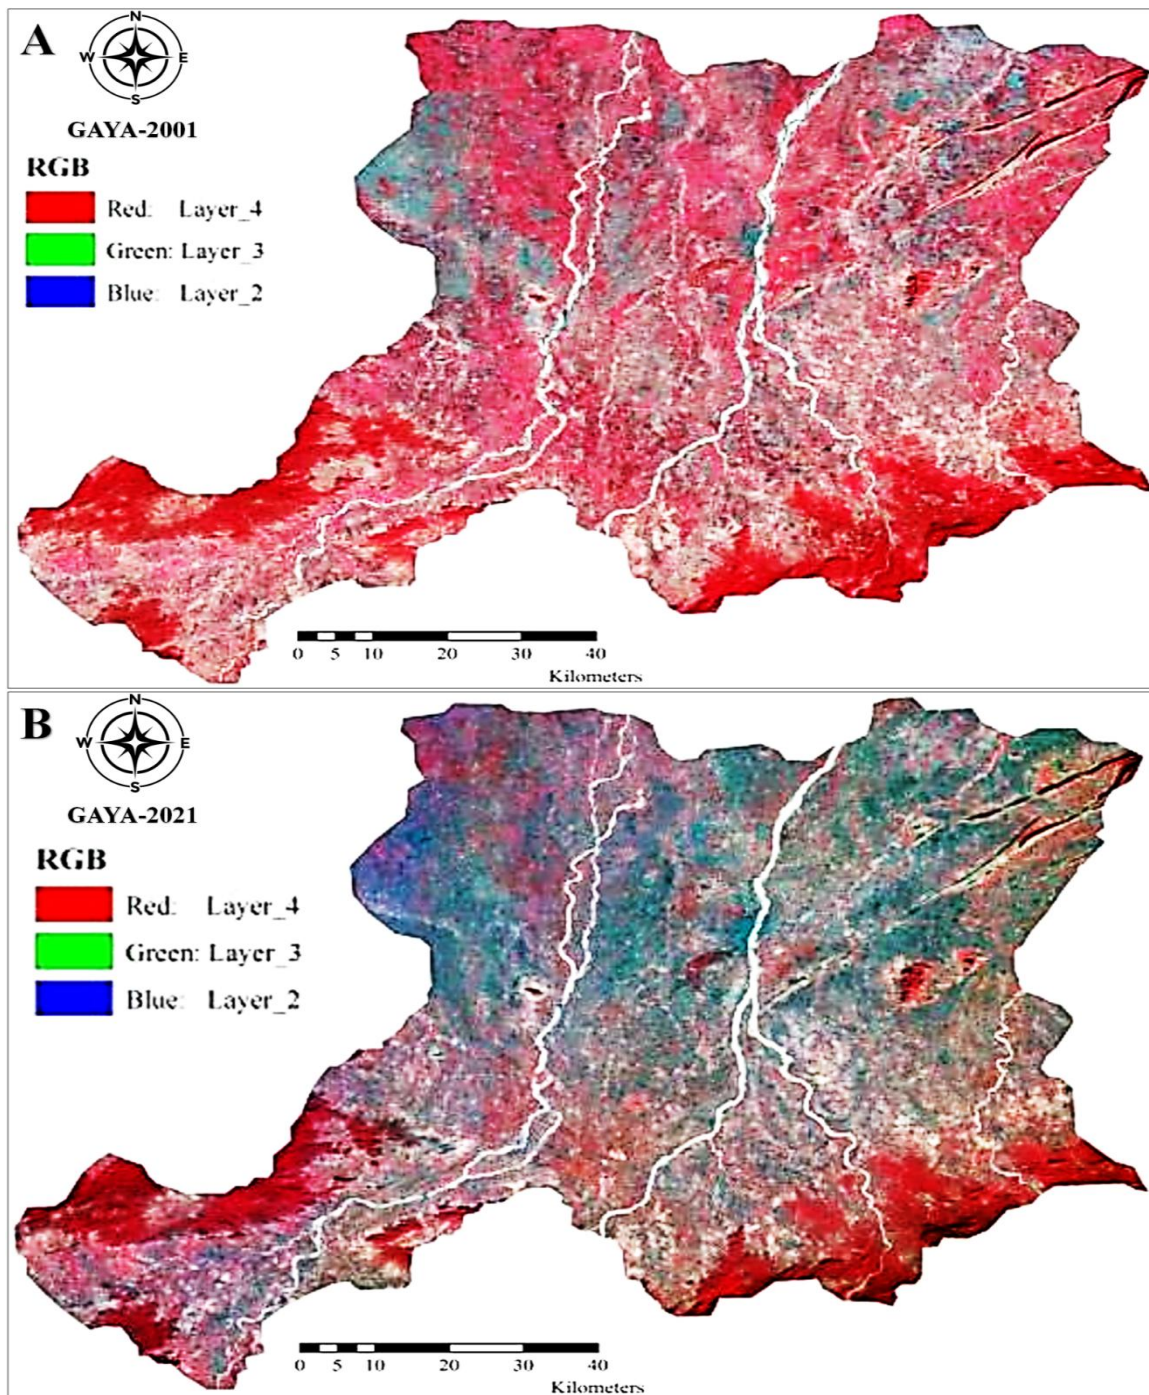 A
N
W E
S
GAYA-2001
RGB
Red: Layer_4
Green: Layer_3
Blue: Layer_2
0 5 10 20 30 40
Kilometers
B
N
W E
S
GAYA-2021
RGB
Red: Layer_4
Green: Layer_3
Blue: Layer_2
0 5 10 20 30 40
Kilometers